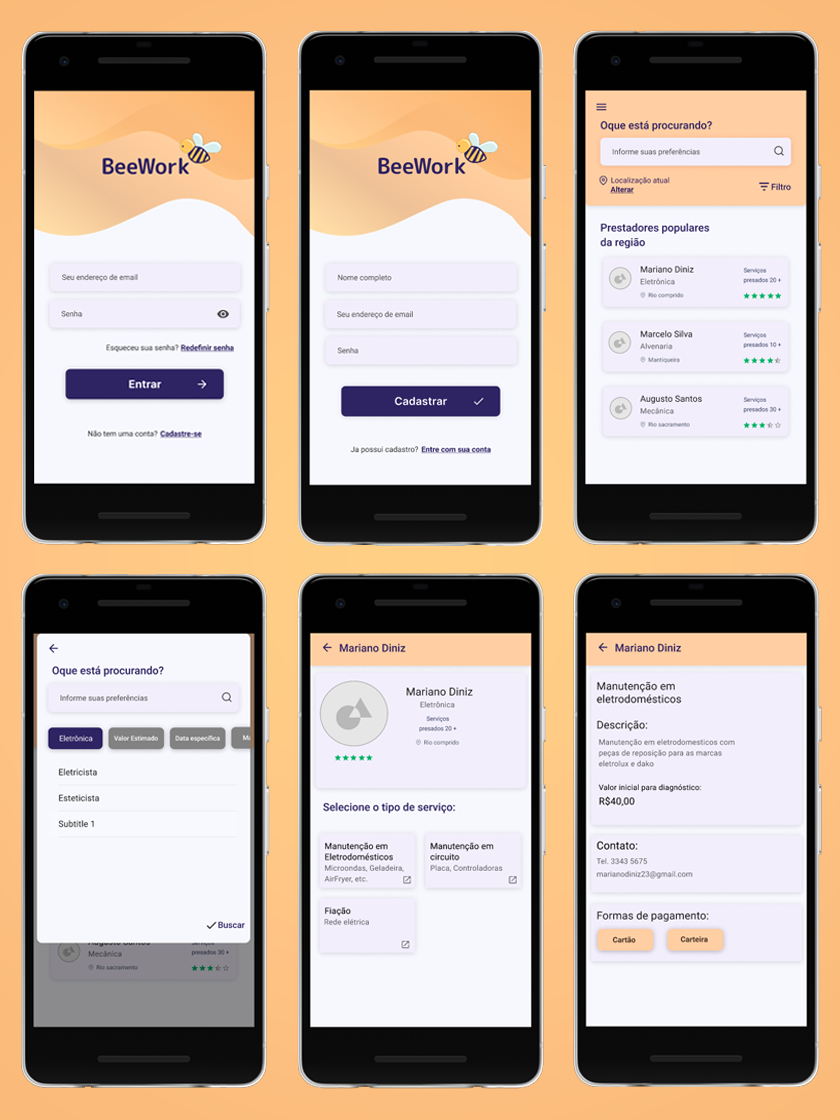 BeeWork
Seu endereço de email
Senha
Esqueceu sua senha? Redefinir senha
Entrar
Não tem uma conta? Cadastre-se
BeeWork
Nome completo
Seu endereço de email
Senha
Cadastrar
Ja possui cadastro? Entre com sua conta
Oque está procurando?
Informe suas preferências
Localização atual
Alterar
Filtro
Prestadores populares
da região
Mariano Diniz
Eletrônica
Rio comprido
Serviços
presados 20 +
Marcelo Silva
Alvenaria
Mantiqueira
Serviços
presados 10 +
Augusto Santos
Mecânica
Rio sacramento
Serviços
presados 30 +
Oque está procurando?
Informe suas preferências
Eletrônica
Valor Estimado
Data específica
Ma
Eletricista
Esteticista
Subtitle 1
Buscar
Augusto Santos
Mecânica
Rio sacramento
Serviços
presados 30 +
Mariano Diniz
Mariano Diniz
Eletrônica
Serviços
presados 20 +
Rio comprido
Selecione o tipo de serviço:
Manutenção em
Eletrodomésticos
Microondas, Geladeira,
AirFryer, etc.
Manutenção em
circuito
Placa, Controladoras
Fiação
Rede elétrica
Mariano Diniz
Manutenção em
eletrodomésticos
Descrição:
Manutenção em eletrodomesticos com
peças de reposição para as marcas
eletrolux e dako
Valor inicial para diagnóstico:
R$40,00
Contato:
Tel. 3343 5675
marianodiniz23@gmail.com
Formas de pagamento:
Cartão
Carteira